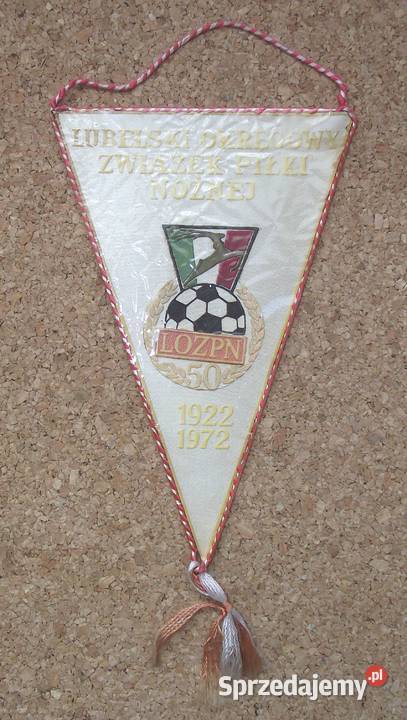 LUBELSKI OKRĘGOWY
ZWIĄZEK PIŁKI
NOŻNEJ
LOZPN
50
1922
1972
Sprzedajemy.pl